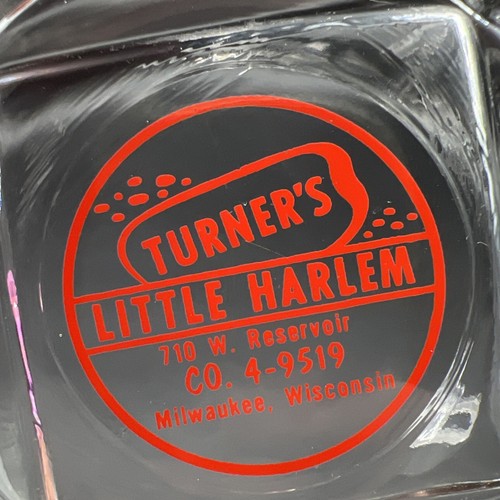 TURNER'S
LITTLE HARLEM
710 W. Reservoir
CO. 4-9519
Milwaukee, Wisconsin